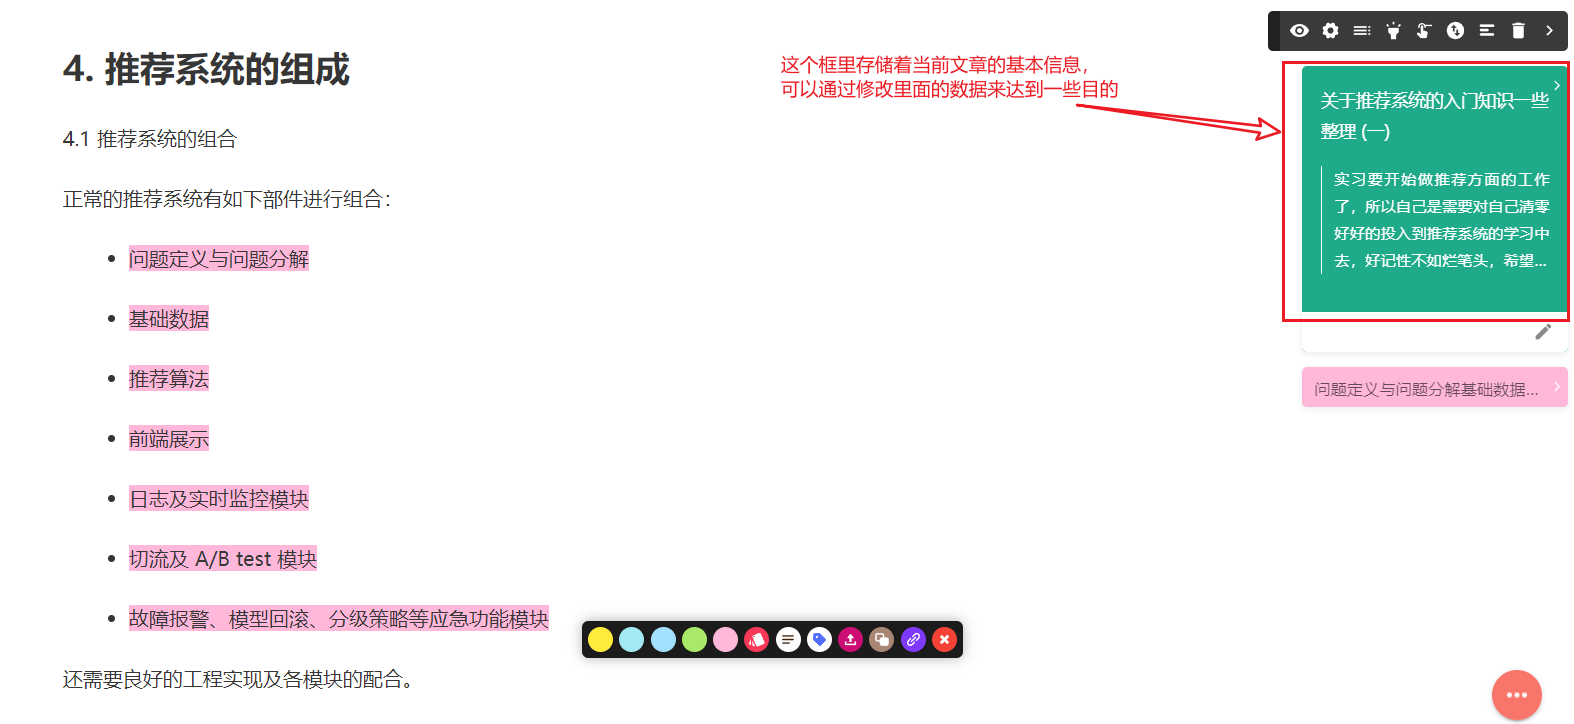 4. 推荐系统的组成
4.1 推荐系统的组合
正常的推荐系统有如下部件进行组合：
问题定义与问题分解
基础数据
推荐算法
前端展示
日志及实时监控模块
切流及 A/B test 模块
故障报警、模型回滚、分级策略等应急功能模块
还需要良好的工程实现及各模块的配合。
这个框里存储着当前文章的基本信息，
可以通过修改里面的数据来达到一些目的
关于推荐系统的入门知识一些
整理 (一)
实习要开始做推荐方面的工作
了，所以自己是需要对自己清零
好好的投入到推荐系统的学习中
去，好记性不如烂笔头，希望...
问题定义与问题分解基础数据...